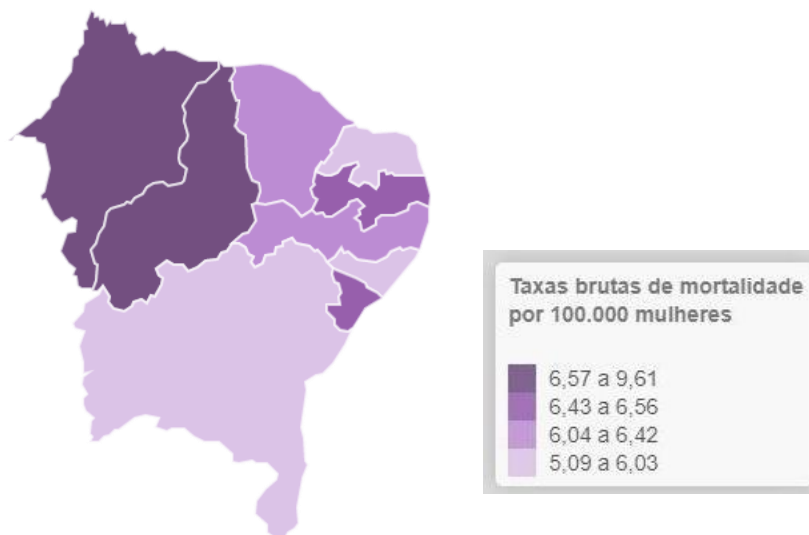 Taxas brutas de mortalidade
por 100.000 mulheres
6,57 a 9,61
6,43 a 6,56
6,04 a 6,42
5,09 a 6,03